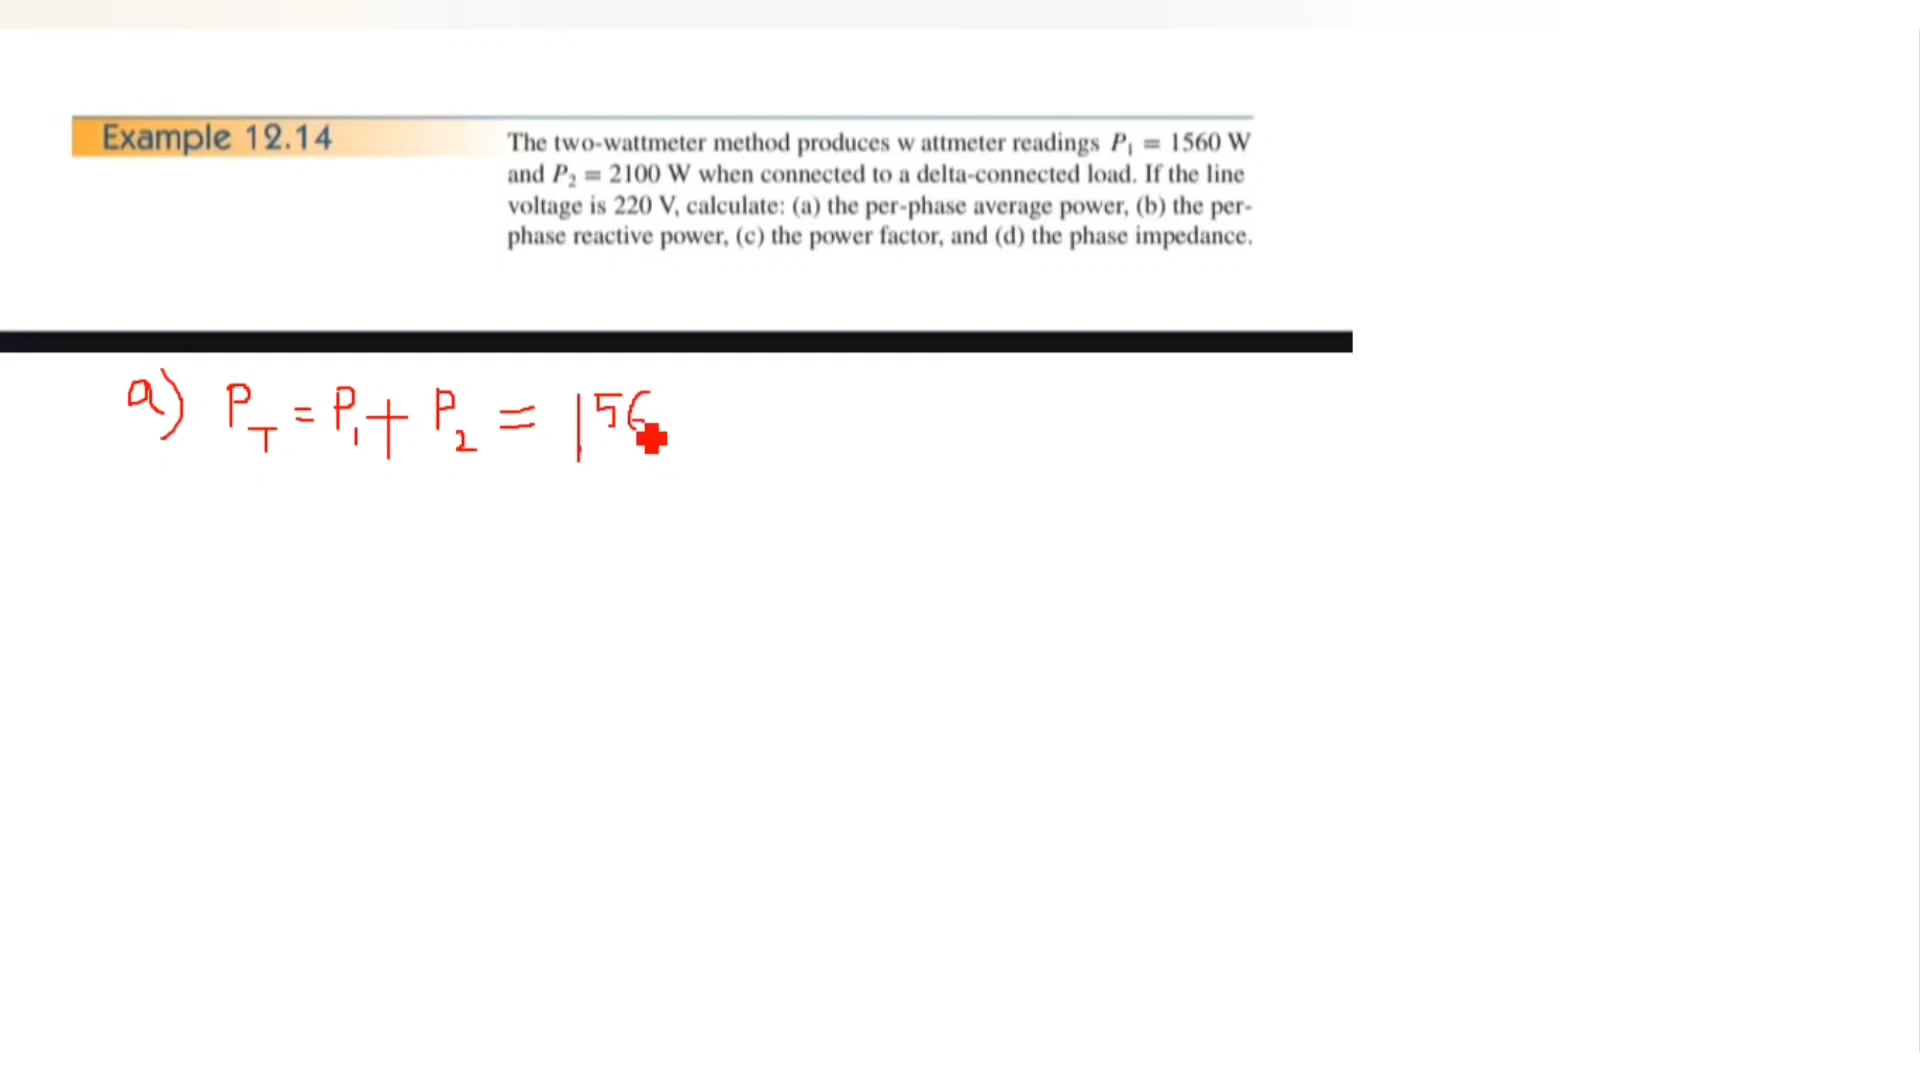 Example 12.14
The two-wattmeter method produces w attmeter readings P₁ = 1560 W
and P₂ = 2100 W when connected to a delta-connected load. If the line
voltage is 220 V, calculate: (a) the per-phase average power, (b) the per-
phase reactive power, (c) the power factor, and (d) the phase impedance.
a) P_T = P₁ + P₂ = 156